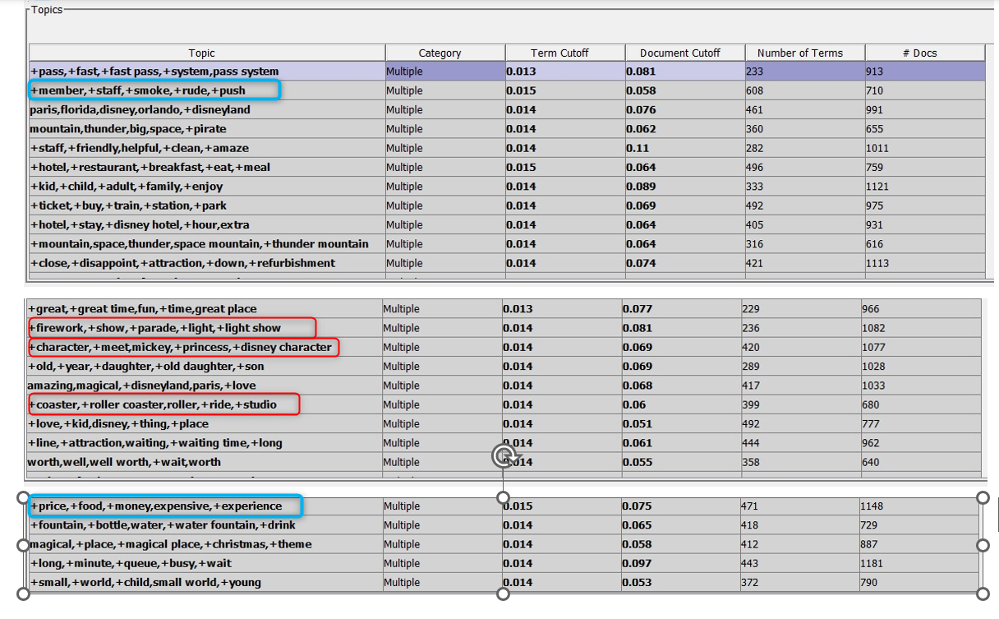 Topics
Topic Category Term Cutoff Document Cutoff Number of Terms # Docs
+pass,+fast,+fast pass,+system,pass system Multiple 0.013 0.081 233 913
+member,+staff,+smoke,+rude,+push Multiple 0.015 0.058 608 710
paris,florida,disney,orlando,+disneyland Multiple 0.014 0.076 461 991
mountain,thunder,big,space,+pirate Multiple 0.014 0.062 360 655
+staff,+friendly,helpful,+clean,+amaze Multiple 0.014 0.11 282 1011
+hotel,+restaurant,+breakfast,+eat,+meal Multiple 0.015 0.064 496 759
+kid,+child,+adult,+family,+enjoy Multiple 0.014 0.089 333 1121
+ticket,+buy,+train,+station,+park Multiple 0.014 0.069 492 975
+hotel,+stay,+disney hotel,+hour,extra Multiple 0.014 0.064 405 931
+mountain,space,thunder,space mountain,+thunder mountain Multiple 0.014 0.064 316 616
+close,+disappoint,+attraction,+down,+refurbishment Multiple 0.014 0.074 421 1113
+great,+great time,fun,+time,great place Multiple 0.013 0.077 229 966
+firework,+show,+parade,+light,+light show Multiple 0.014 0.081 236 1082
+character,+meet,mickey,+princess,+disney character Multiple 0.014 0.069 420 1077
+old,+year,+daughter,+old daughter,+son Multiple 0.014 0.069 289 1028
amazing,magical,+disneyland,paris,+love Multiple 0.014 0.068 417 1033
+coaster,+roller coaster,roller,+ride,+studio Multiple 0.014 0.06 399 680
+love,+kid,disney,+thing,+place Multiple 0.014 0.051 492 777
+line,+attraction,waiting,+waiting time,+long Multiple 0.014 0.061 444 962
worth,well,well worth,+wait,worth Multiple 0.014 0.055 358 640
+price,+food,+money,expensive,+experience Multiple 0.015 0.075 471 1148
+fountain,+bottle,water,+water fountain,+drink Multiple 0.014 0.065 418 729
magical,+place,+magical place,+christmas,+theme Multiple 0.014 0.058 412 887
+long,+minute,+queue,+busy,+wait Multiple 0.014 0.097 443 1181
+small,+world,+child,small world,+young Multiple 0.014 0.053 372 790